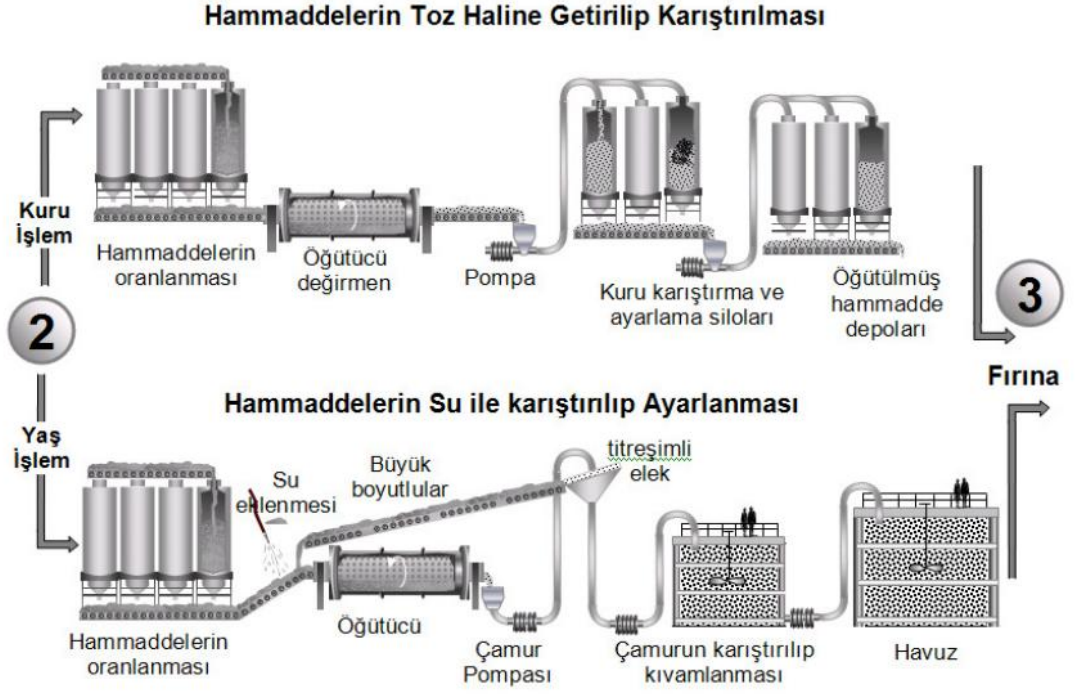 Hammaddelerin Toz Haline Getirilip Karıştırılması
Kuru
İşlem
Hammaddelerin
oranlanması
Öğütücü
değirmen
Pompa
Kuru karıştırma ve
ayarlama siloları
Öğütülmüş
hammadde
depoları
2
3
Fırına
Hammaddelerin Su ile karıştırılıp Ayarlanması
Yaş
İşlem
Su
eklenmesi
Büyük
boyutlular
titreşimli
elek
Hammaddelerin
oranlanması
Öğütücü
Çamur
Pompası
Çamurun karıştırılıp
kıvamlanması
Havuz